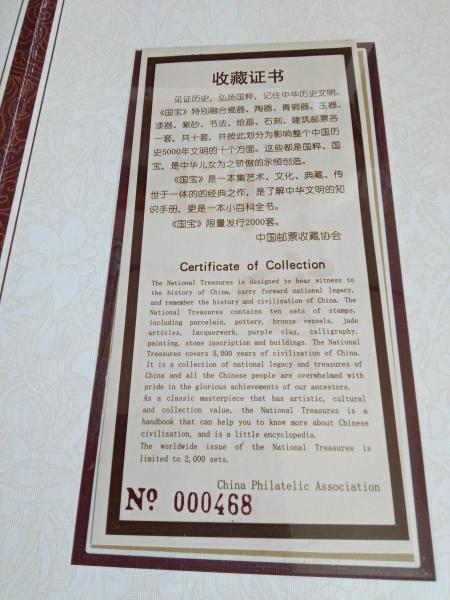 收藏证书
见证历史，弘扬国粹，记住中华历史文明。
《国宝》特别融合瓷器、陶器、青铜器、玉器、
漆器、紫砂、书法、绘画、石刻、建筑邮票各
一套，共十套，并按此划分为影响整个中国历
史5000年文明的十个方面。这些都是国粹，国
宝，是中华儿女为之骄傲的永恒创造。
《国宝》是一本集艺术、文化、典藏、传
世于一体的的经典之作，是了解中华文明的知
识手册，更是一本小百科全书。
《国宝》限量发行2000套。
中国邮票收藏协会
Certificate of Collection
The National Treasures is designed to bear witness to
the history of China, carry forward national legacy,
and remember the history and civilization of China. The
National Treasures contains ten sets of stamps,
including porcelain, pottery, bronze vessels, jade
articles, lacquerwork, purple clay, calligraphy,
painting, stone inscription and buildings. The National
Treasures covers 5,000 years of civilization of China.
It is a collection of national legacy and treasures of
China and all the Chinese people are overwhelmed with
pride in the glorious achievements of our ancestors.
As a classic masterpiece that has artistic, cultural
and collection value, the National Treasures is a
handbook that can help you to know more about Chinese
civilization, and is a little encyclopedia.
The worldwide issue of the National Treasures is
limited to 2,000 sets.
China Philatelic Association
Nº 000468